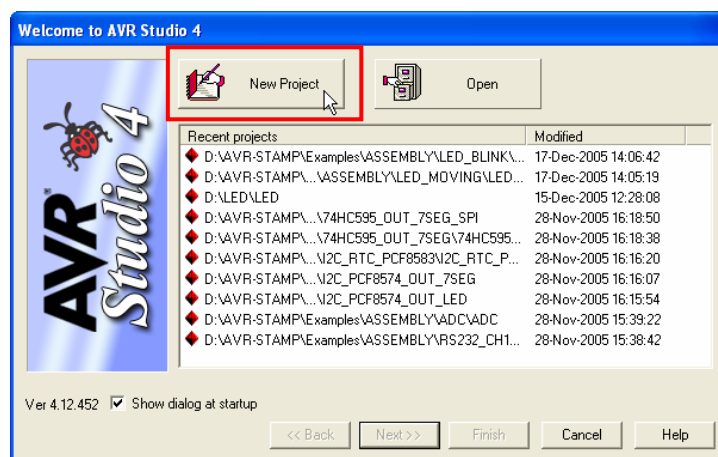 Welcome to AVR Studio 4
New Project
Open
AVR
Studio 4
Recent projects Modified
D:\AVR-STAMP\Examples\ASSEMBLY\LED_BLINK\... 17-Dec-2005 14:06:42
D:\AVR-STAMP\...\ASSEMBLY\LED_MOVING\LED... 17-Dec-2005 14:05:19
D:\LED\LED 15-Dec-2005 12:28:08
D:\AVR-STAMP\...\74HC595_OUT_7SEG_SPI 28-Nov-2005 16:18:50
D:\AVR-STAMP\...\74HC595_OUT_7SEG\74HC595... 28-Nov-2005 16:18:38
D:\AVR-STAMP\...\I2C_RTC_PCF8583\I2C_RTC_P... 28-Nov-2005 16:16:20
D:\AVR-STAMP\...\I2C_PCF8574_OUT_7SEG 28-Nov-2005 16:16:07
D:\AVR-STAMP\...\I2C_PCF8574_OUT_LED 28-Nov-2005 16:15:54
D:\AVR-STAMP\Examples\ASSEMBLY\ADC\ADC 28-Nov-2005 15:39:22
D:\AVR-STAMP\Examples\ASSEMBLY\RS232_CH1... 28-Nov-2005 15:38:42
Ver 4.12.452 Show dialog at startup
<< Back Next >> Finish Cancel Help